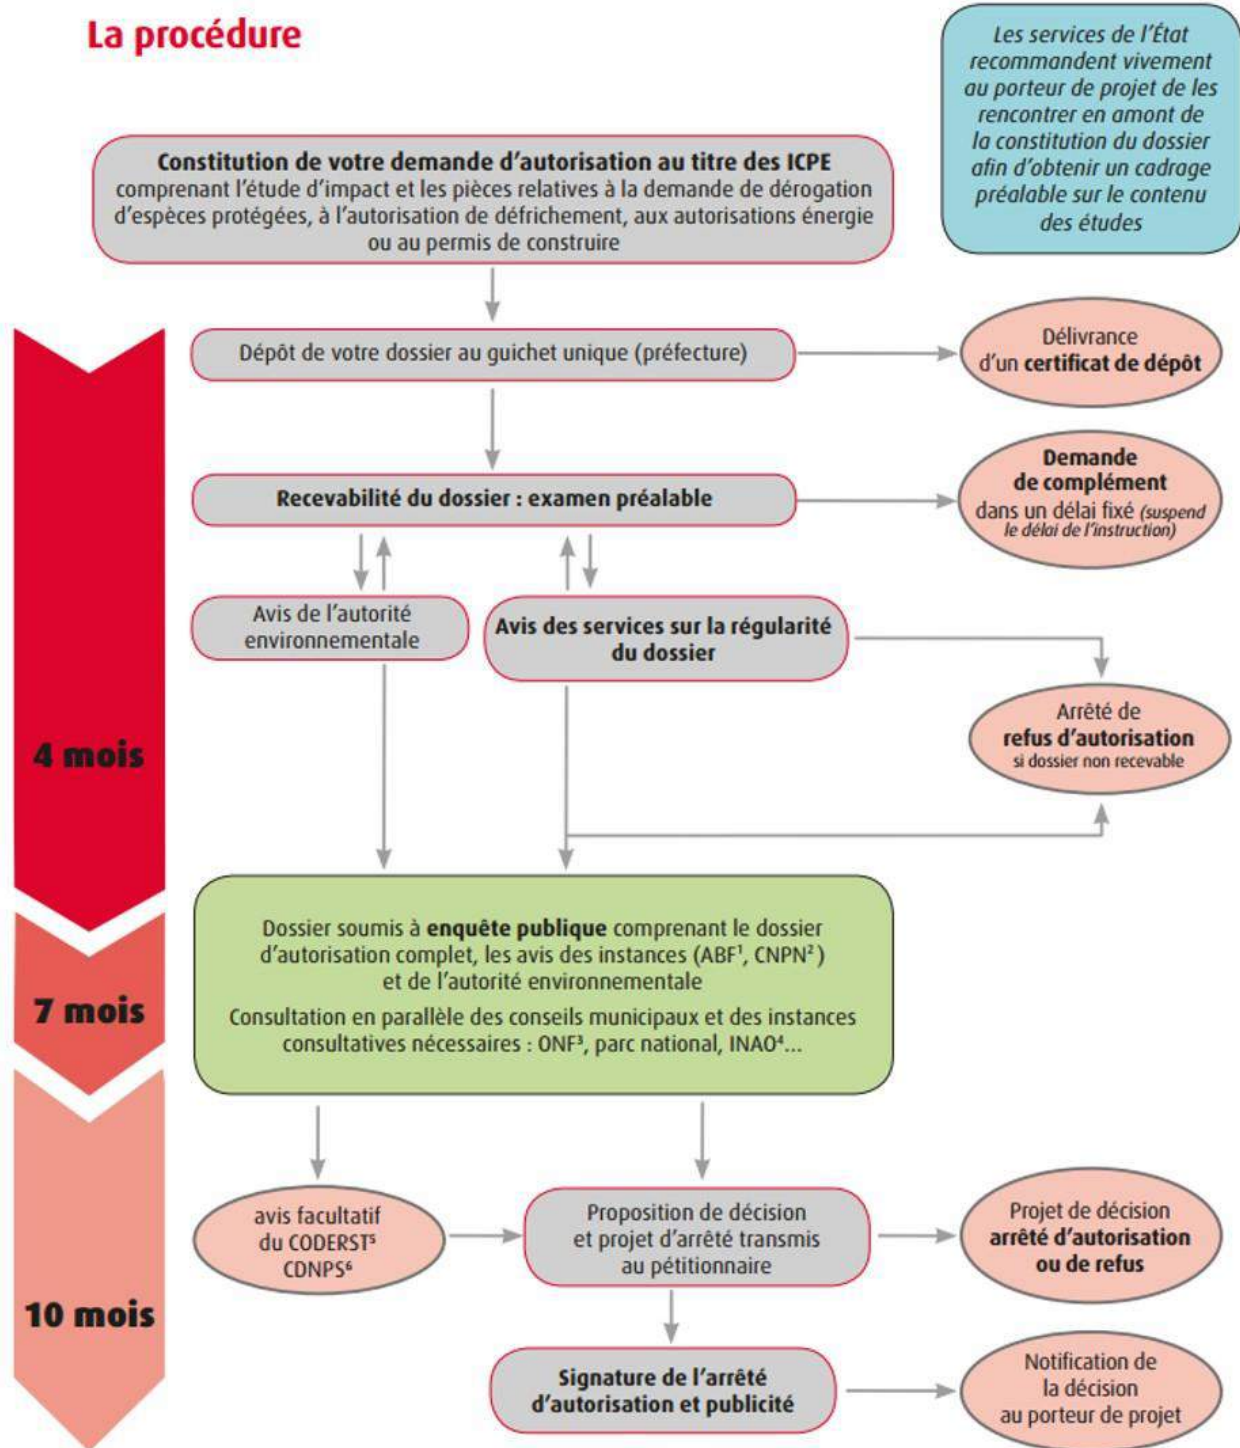 La procédure
Les services de l'État
recommandent vivement
au porteur de projet de les
rencontrer en amont de
la constitution du dossier
afin d'obtenir un cadrage
préalable sur le contenu
des études
Constitution de votre demande d'autorisation au titre des ICPE
comprenant l'étude d'impact et les pièces relatives à la demande de dérogation
d'espèces protégées, à l'autorisation de défrichement, aux autorisations énergie
ou au permis de construire
Dépôt de votre dossier au guichet unique (préfecture)
Délivrance
d'un certificat de dépôt
Recevabilité du dossier : examen préalable
Demande
de complément
dans un délai fixé (suspend
le délai de l'instruction)
Avis de l'autorité
environnementale
Avis des services sur la régularité
du dossier
Arrêté de
refus d'autorisation
si dossier non recevable
4 mois
Dossier soumis à enquête publique comprenant le dossier
d'autorisation complet, les avis des instances (ABF¹, CNPN²)
et de l'autorité environnementale
Consultation en parallèle des conseils municipaux et des instances
consultatives nécessaires : ONF³, parc national, INAO⁴...
7 mois
avis facultatif
du CODERST⁵
CDNPS⁶
Proposition de décision
et projet d'arrêté transmis
au pétitionnaire
Projet de décision
arrêté d'autorisation
ou de refus
10 mois
Signature de l'arrêté
d'autorisation et publicité
Notification de
la décision
au porteur de projet